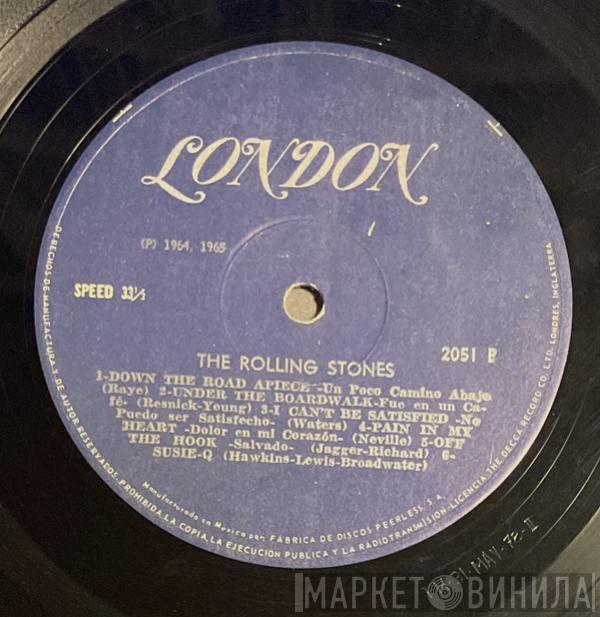 LONDON
(P) 1964, 1965
SPEED 33⅓
THE ROLLING STONES
2051 B
1-DOWN THE ROAD APIECE -Un Poco Camino Abajo
(Raye) 2-UNDER THE BOARDWALK-Fue en un Ca-
fé- (Resnick-Young) 3-I CAN'T BE SATISFIED -No
Puedo ser Satisfecho- (Waters) 4-PAIN IN MY
HEART -Dolor en mi Corazón- (Neville) 5-OFF
THE HOOK -Salvado- (Jagger-Richard) 6-
SUSIE-Q (Hawkins-Lewis-Broadwater)
Manufacturado en Mexico por: FABRICA DE DISCOS PEERLESS, S. A.
DERECHOS DE MANUFACTURA Y DE AUTOR RESERVADOS. PROHIBIDA LA COPIA, LA EJECUCION PUBLICA Y LA RADIOTRANSMISION-LICENCIA THE DECCA RECORD CO. LTD. LONDRES, INGLATERRA
MAY-72-II
МАРКЕТ ВИНИЛА